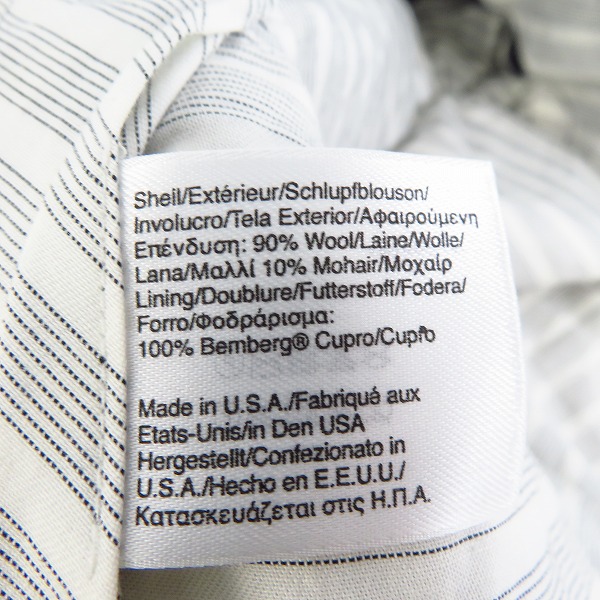 Shell/Extérieur/Schlupfblouson/
Involucro/Tela Exterior/Αφαιρούμενη
Επένδυση: 90% Wool/Laine/Wolle/
Lana/Μαλλί 10% Mohair/Μοχαίρ
Lining/Doublure/Futterstoff/Fodera/
Forro/Φοδράρισμα:
100% Bemberg® Cupro/Cupro
Made in U.S.A./Fabriqué aux
Etats-Unis/in Den USA
Hergestellt/Confezionato in
U.S.A./Hecho en E.E.U.U./
Κατασκευάζεται στις Η.Π.Α.